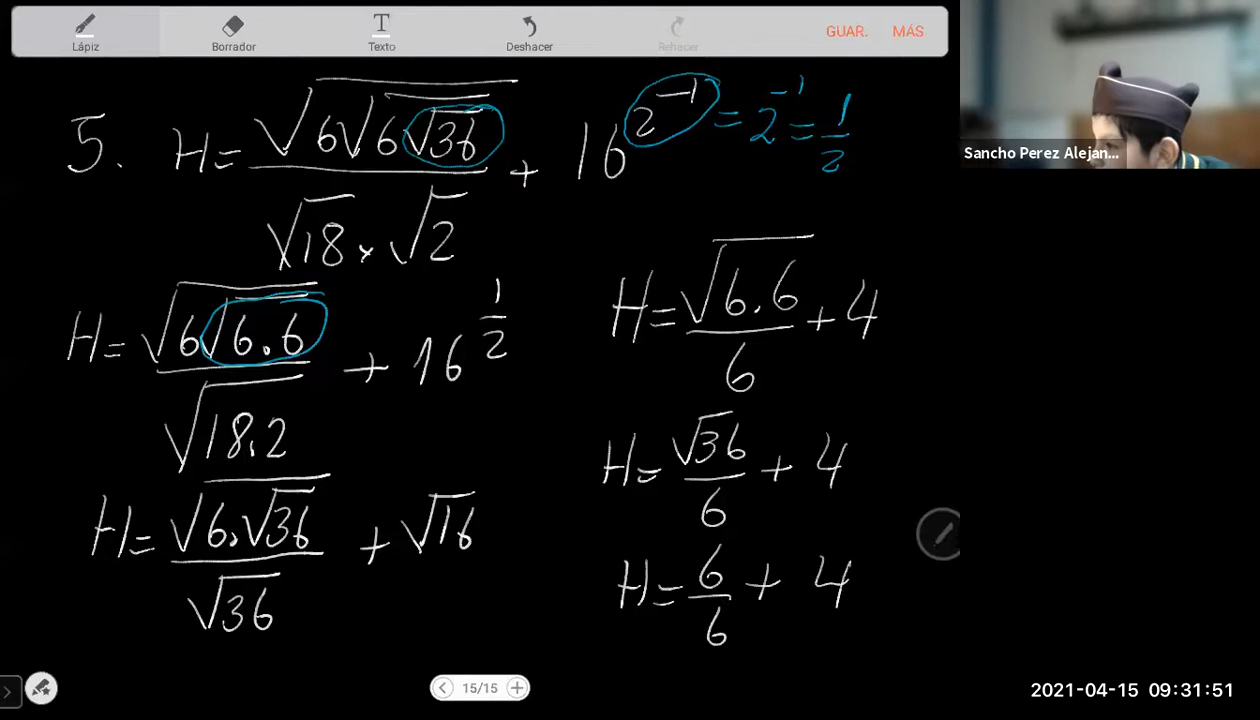 Lápiz
Borrador
T
Texto
Deshacer
Rehacer
GUAR.
MÁS
5. H = √(6√(6√36)) / (√18 × √2) + 16^(2^-1) = 2^-1 = 1/2
H = √(6√(6.6)) / √(18.2) + 16^(1/2)
H = √(6.√36) / √36 + √16
H = √(6.6) / 6 + 4
H = √36 / 6 + 4
H = 6/6 + 4
Sancho Perez Alejan...
< 15/15 +
2021-04-15 09:31:51